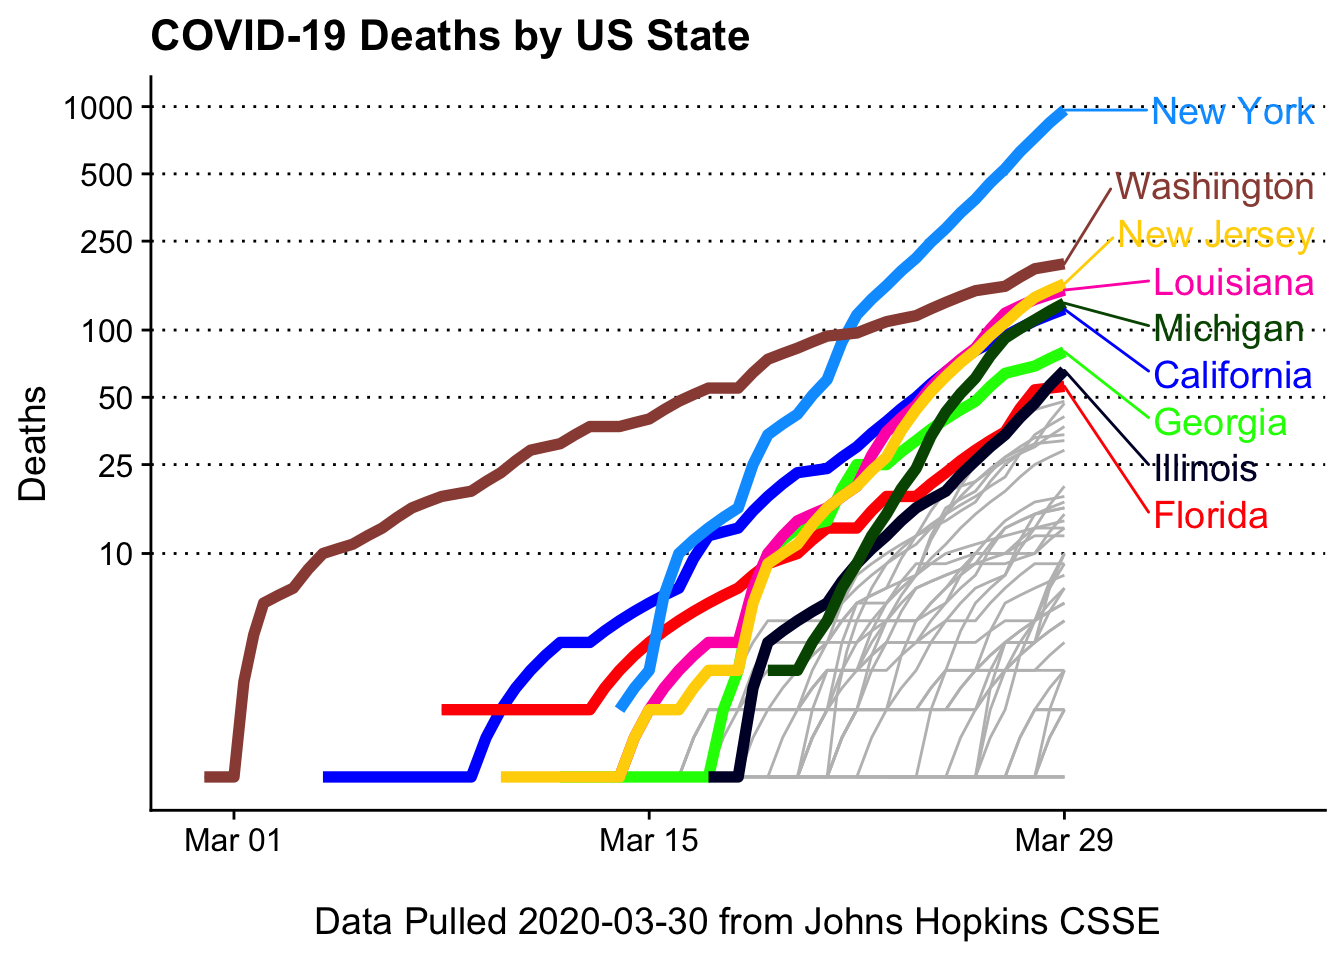 COVID-19 Deaths by US State
1000
500
250
100
50
25
10
Deaths
New York
Washington
New Jersey
Louisiana
Michigan
California
Georgia
Illinois
Florida
Mar 01
Mar 15
Mar 29
Data Pulled 2020-03-30 from Johns Hopkins CSSE